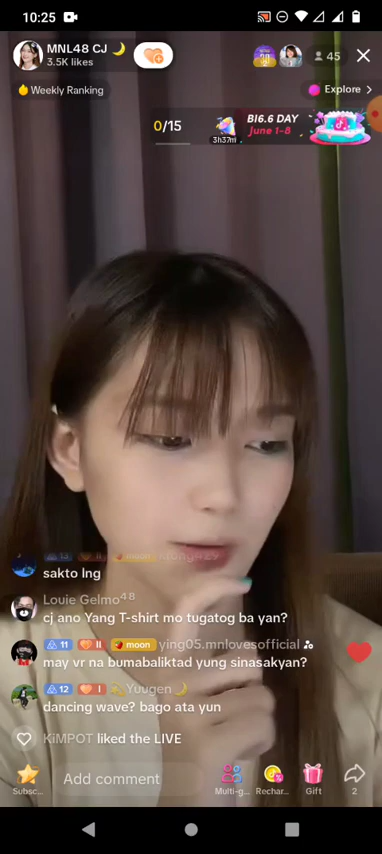 10:25
MNL48 CJ 🌙
3.5K likes
45
Weekly Ranking
Explore >
0/15
3h37m
BI6.6 DAY
June 1-8
sakto lng
Louie Gelmo⁴⁸
cj ano Yang T-shirt mo tugatog ba yan?
11 II moon ying05.mnlovesofficial
may vr na bumabaliktad yung sinasakyan?
12 I 💫Yuugen 🌙
dancing wave? bago ata yun
KiMPOT liked the LIVE
Subsc...
Add comment
Multi-g...
Rechar...
Gift
2